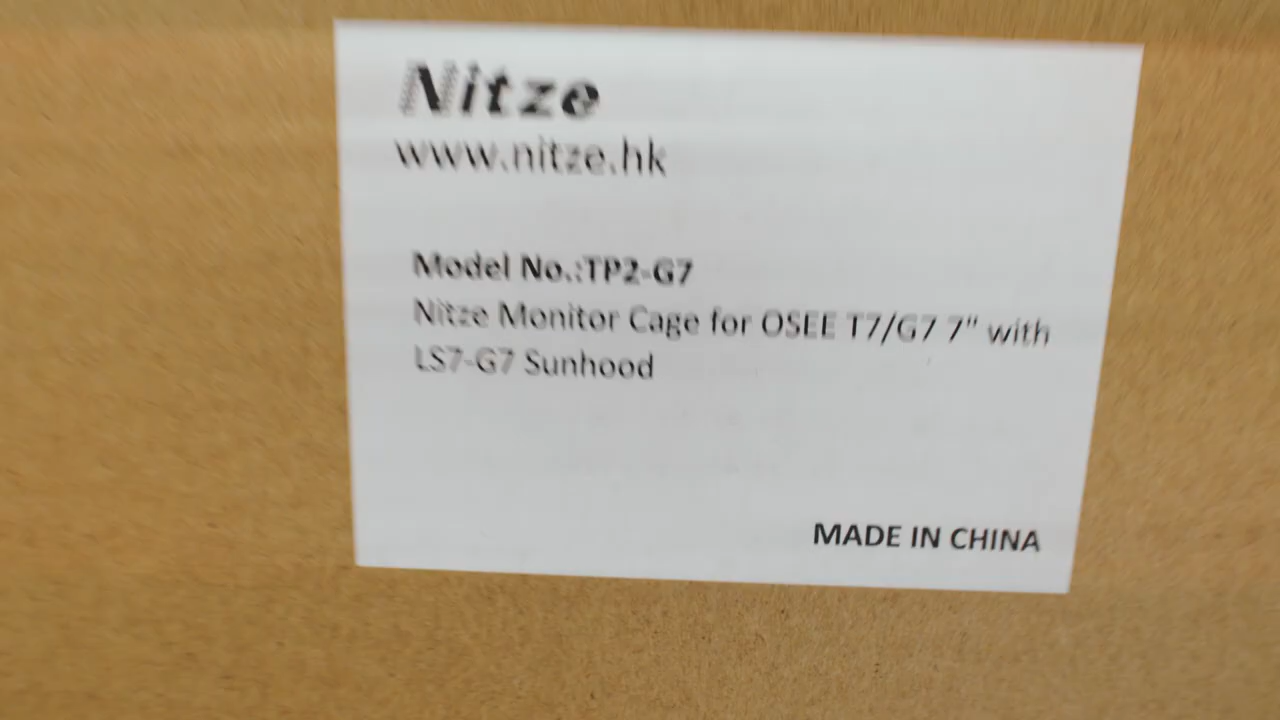 Nitze
www.nitze.hk
Model No.:TP2-G7
Nitze Monitor Cage for OSEE T7/G7 7" with
LS7-G7 Sunhood
MADE IN CHINA